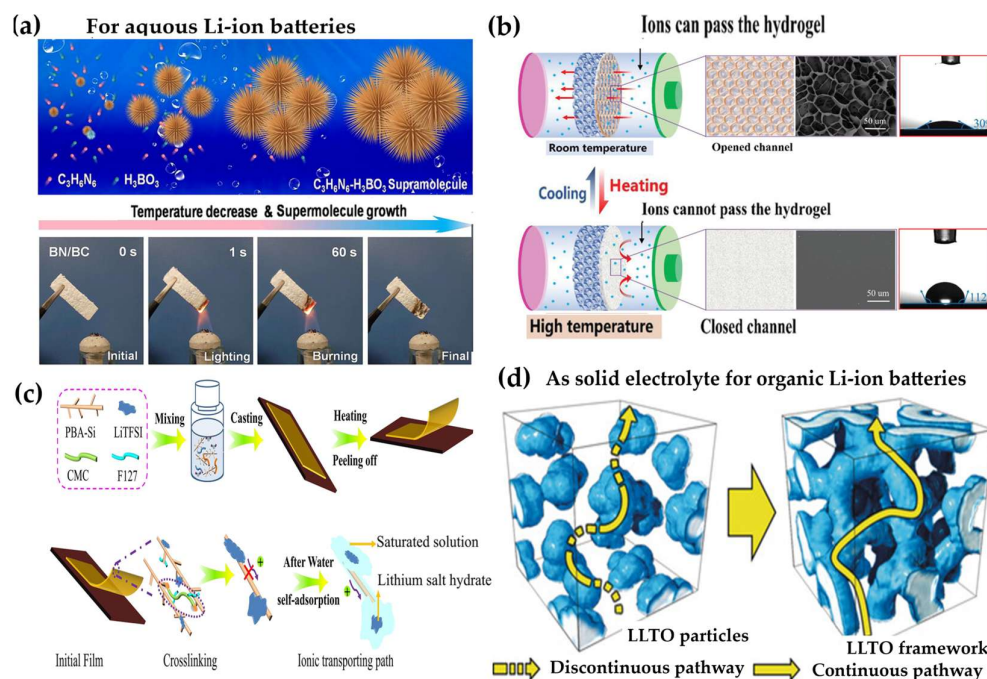 (a)
For aquous Li-ion batteries
C₃H₆N₆
H₃BO₃
C₃H₆N₆-H₃BO₃ Supramolecule
Temperature decrease & Supermolecule growth
BN/BC
0 s
1 s
60 s
Initial
Lighting
Burning
Final
(b)
Ions can pass the hydrogel
50 um
30°
Room temperature
Opened channel
Cooling
Heating
Ions cannot pass the hydrogel
50 um
112
High temperature
Closed channel
(c)
PBA-Si
LiTFSI
CMC
F127
Mixing
Casting
Heating
Peeling off
After Water
self-adsorption
Saturated solution
Lithium salt hydrate
Initial Film
Crosslinking
Ionic transporting path
(d)
As solid electrolyte for organic Li-ion batteries
LLTO particles
LLTO framework
Discontinuous pathway
Continuous pathway